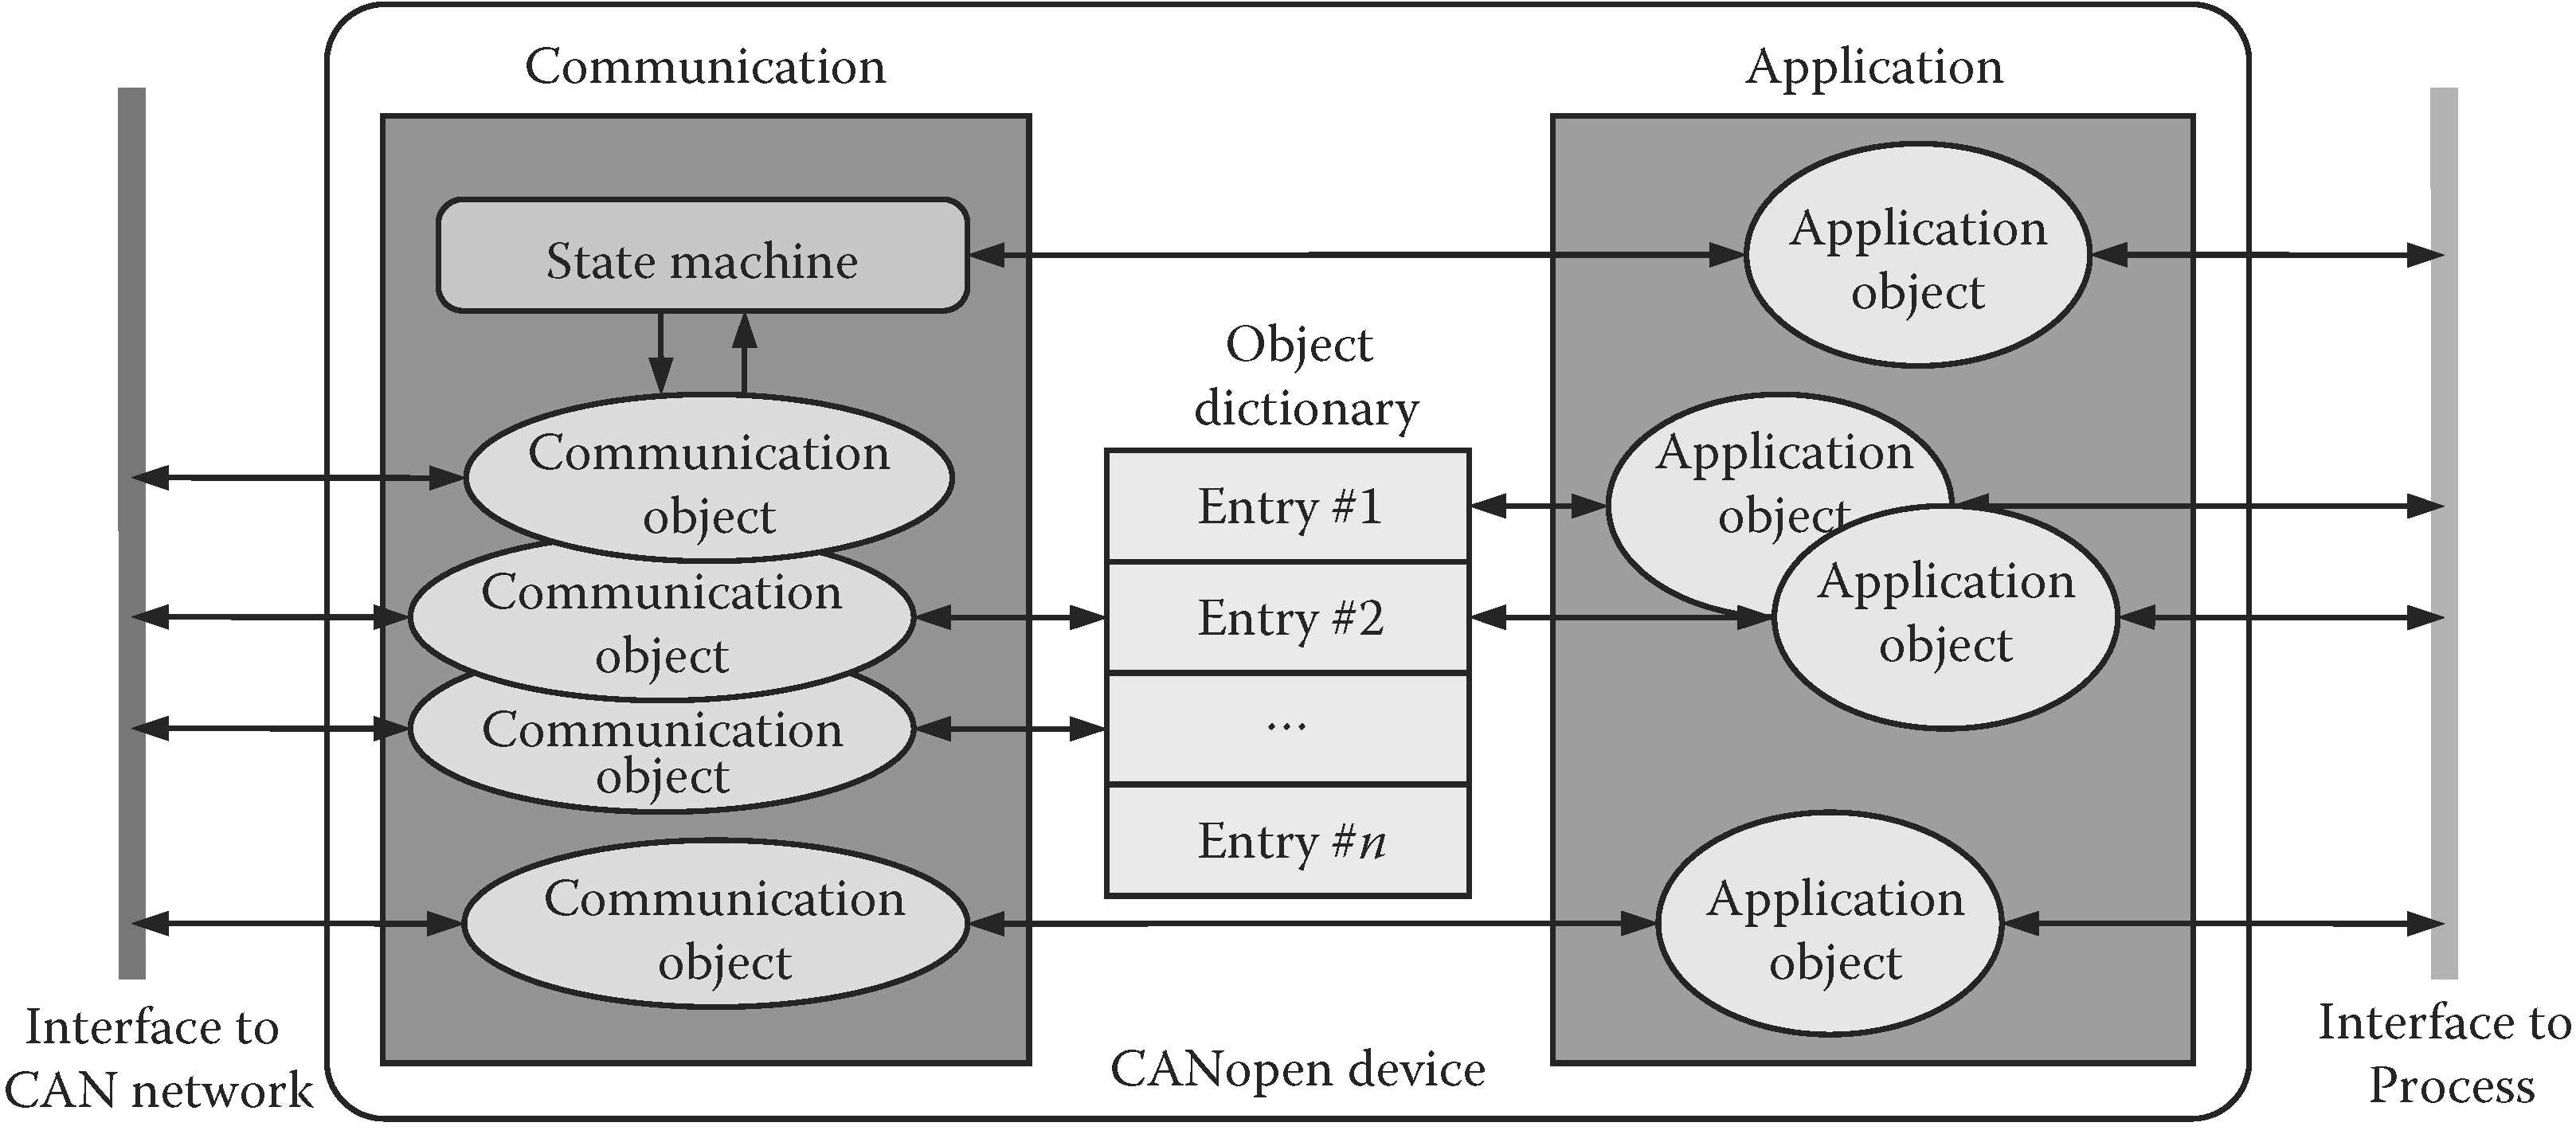 Communication
Application
State machine
Application
object
Object
dictionary
Communication
object
Application
object
Entry #1
Communication
object
Entry #2
Application
object
Communication
object
...
Entry #n
Communication
object
Application
object
Interface to
CAN network
CANopen device
Interface to
Process